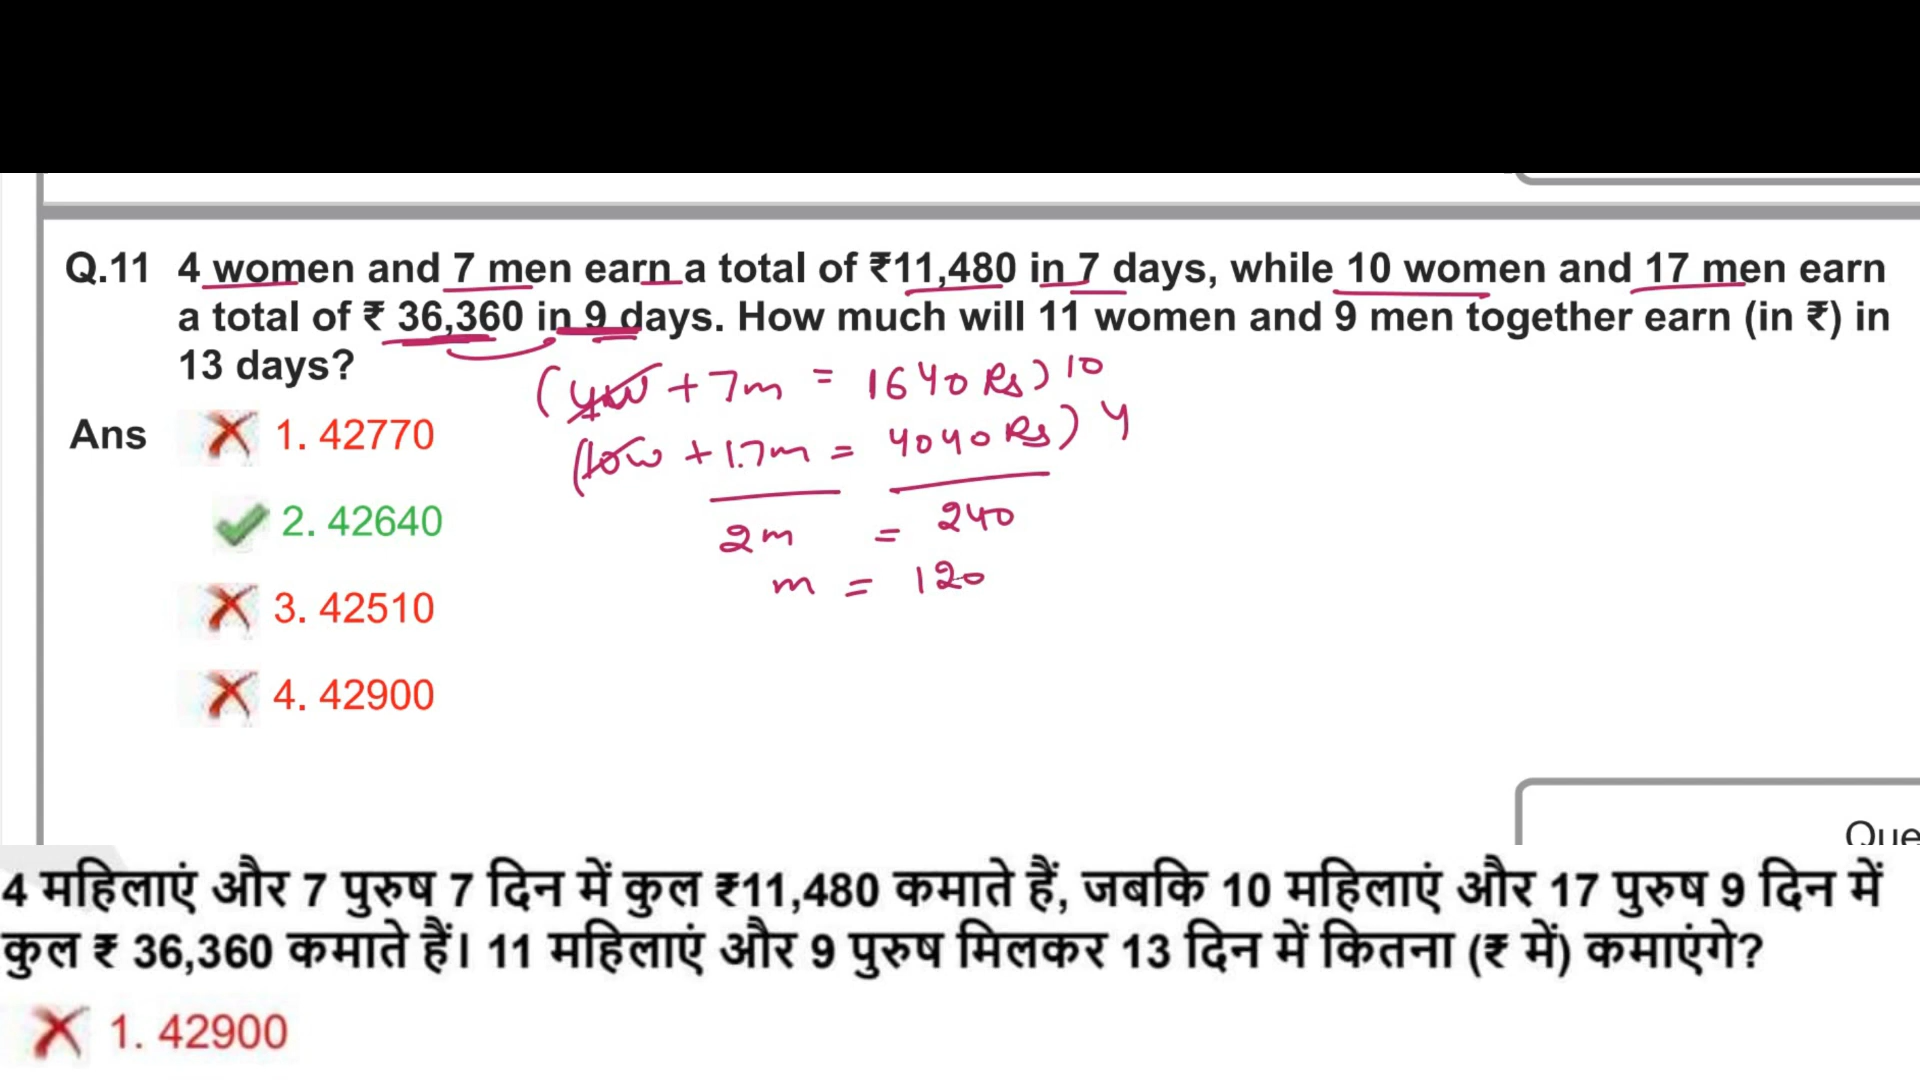 Q.11 4 women and 7 men earn a total of ₹11,480 in 7 days, while 10 women and 17 men earn
a total of ₹ 36,360 in 9 days. How much will 11 women and 9 men together earn (in ₹) in
13 days?
(4w + 7m = 1640 Rs) 10
Ans 1. 42770
(10w + 17m = 4040 Rs) 4
2. 42640
2m = 240
m = 120
3. 42510
4. 42900
Que
4 महिलाएं और 7 पुरुष 7 दिन में कुल ₹11,480 कमाते हैं, जबकि 10 महिलाएं और 17 पुरुष 9 दिन में
कुल ₹ 36,360 कमाते हैं। 11 महिलाएं और 9 पुरुष मिलकर 13 दिन में कितना (₹ में) कमाएंगे?
1. 42900